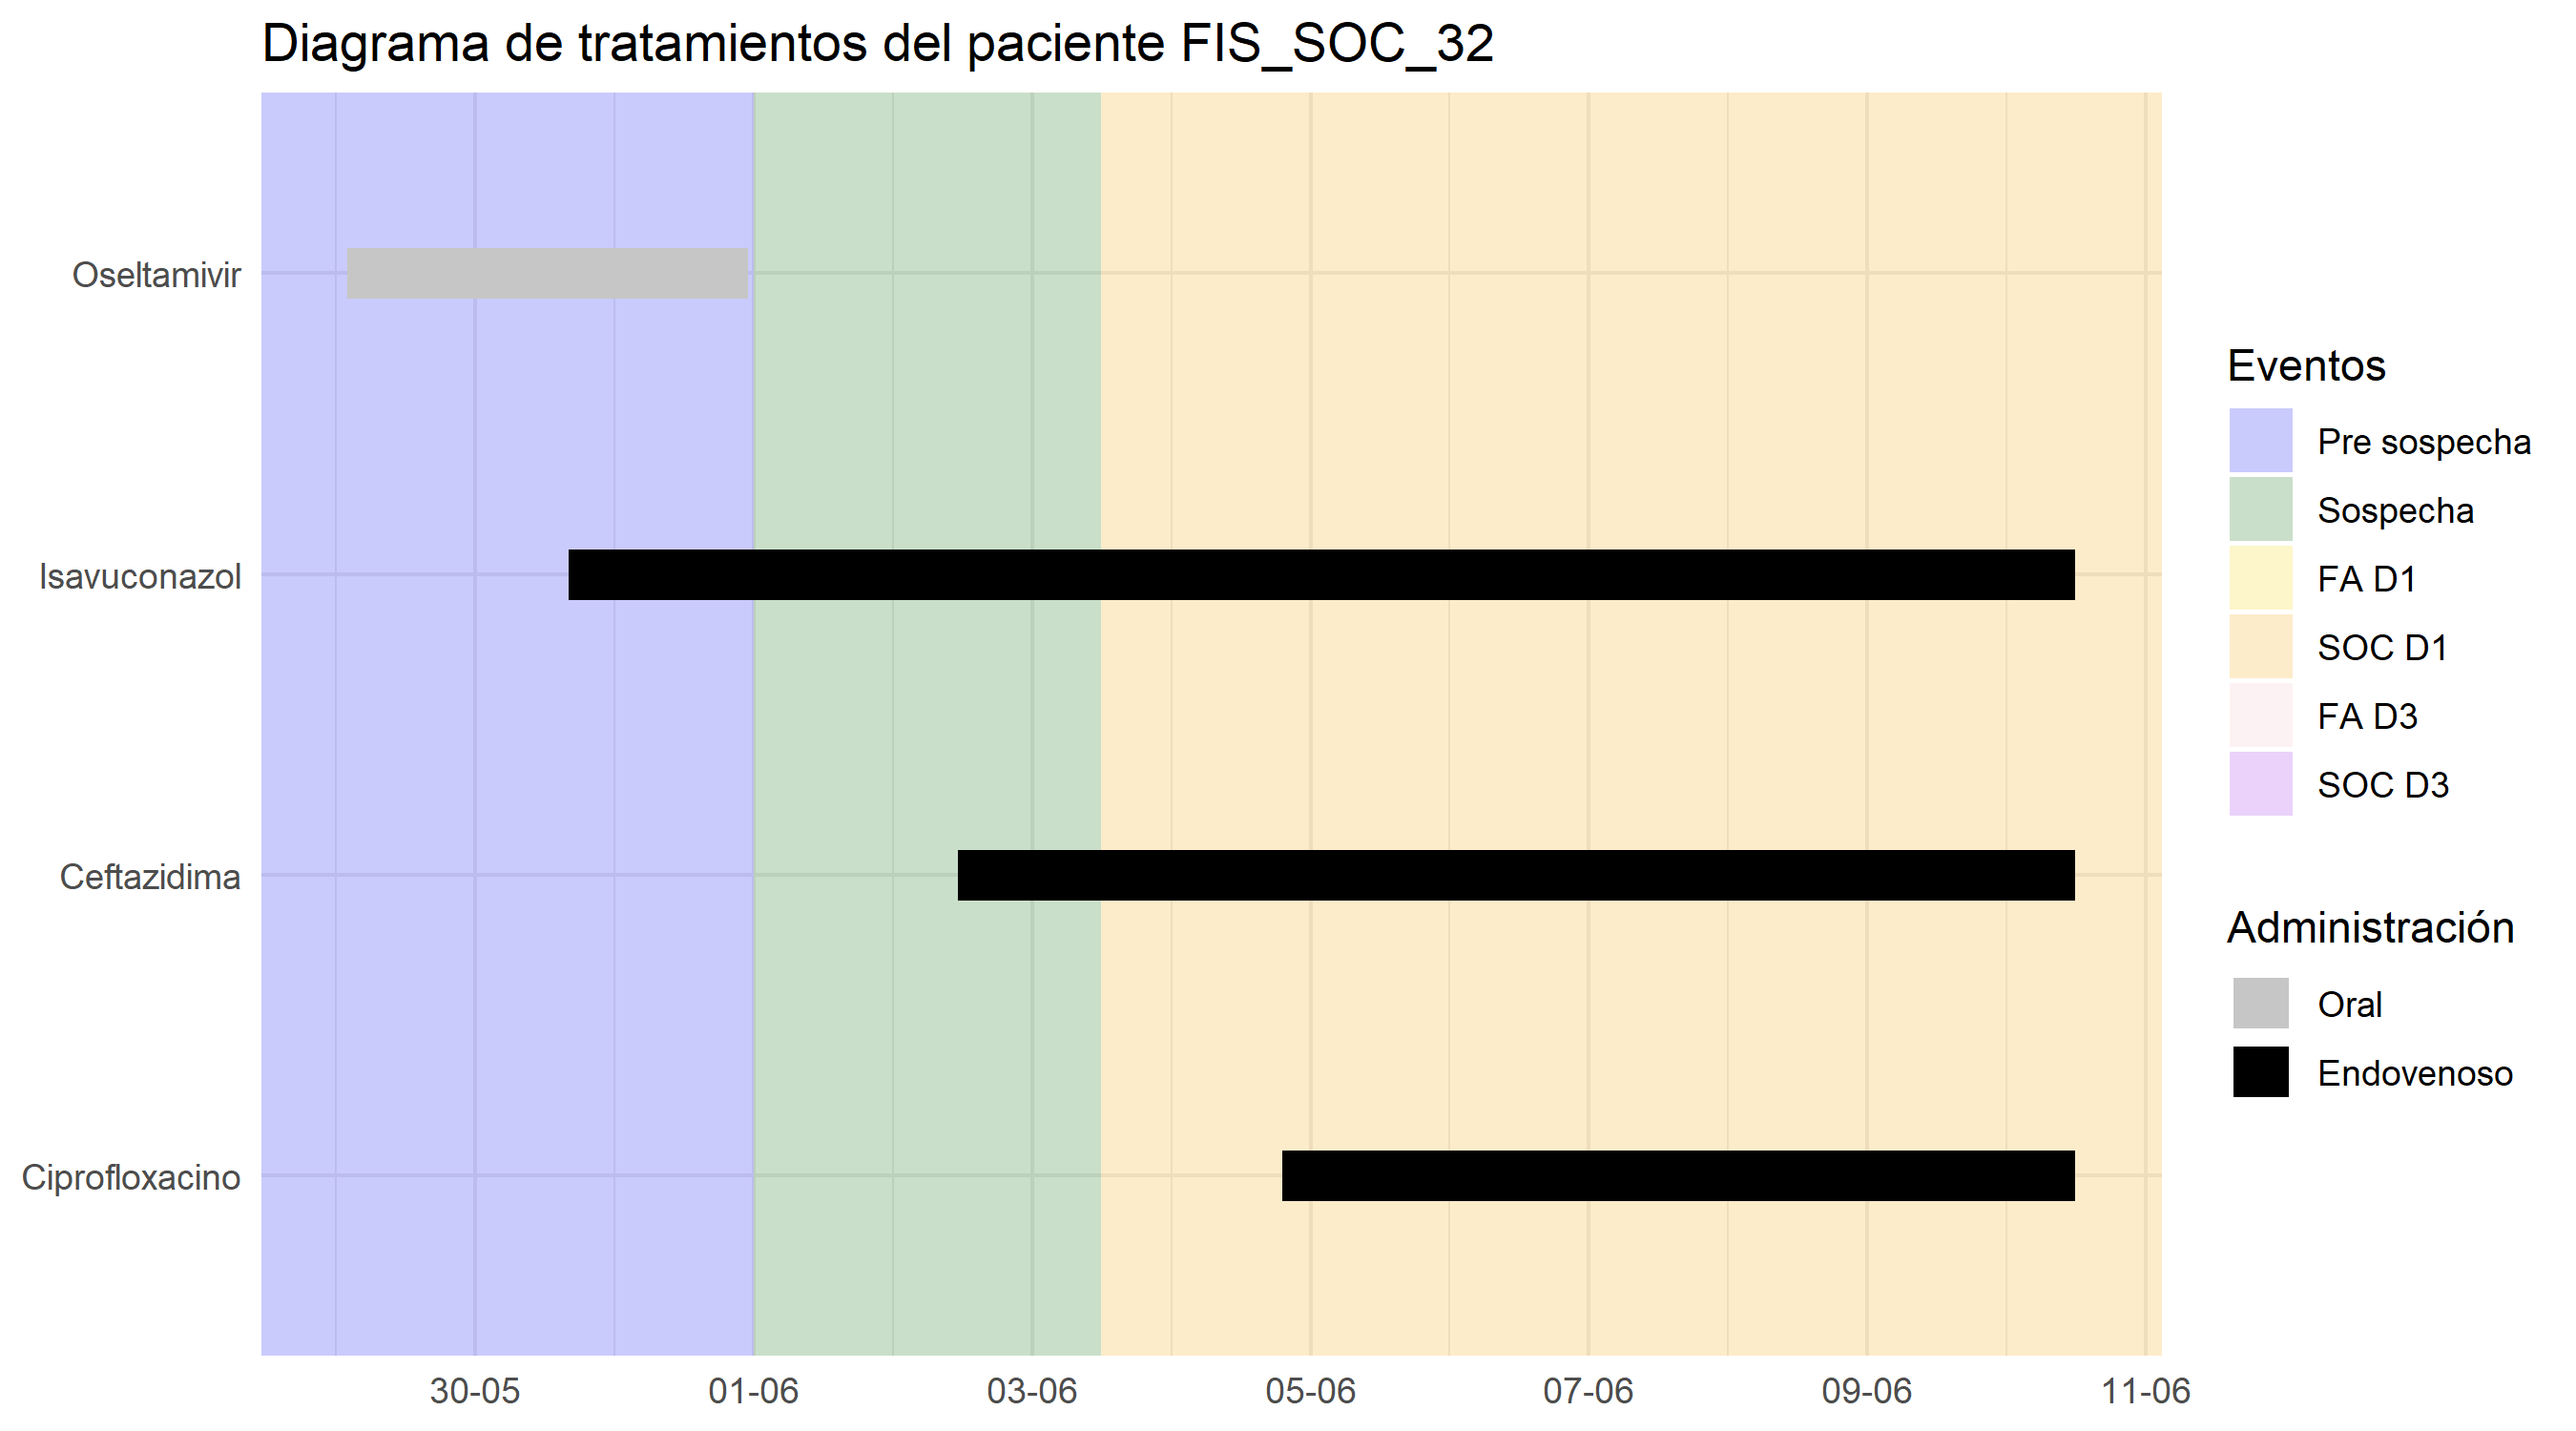 Diagrama de tratamientos del paciente FIS_SOC_32
Oseltamivir
Isavuconazol
Ceftazidima
Ciprofloxacino
30-05
01-06
03-06
05-06
07-06
09-06
11-06
Eventos
Pre sospecha
Sospecha
FA D1
SOC D1
FA D3
SOC D3
Administración
Oral
Endovenoso